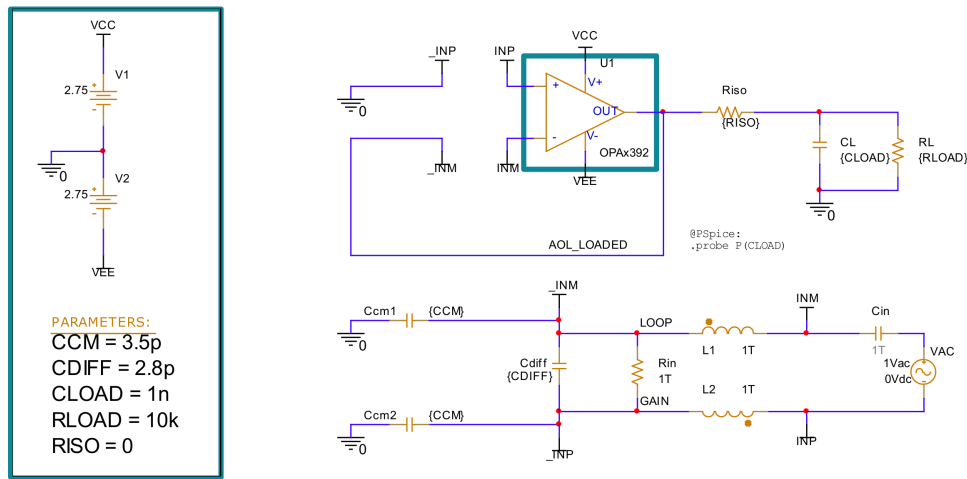 VCC
V1
2.75
+
-
0
V2
2.75
+
-
VEE
PARAMETERS:
CCM = 3.5p
CDIFF = 2.8p
CLOAD = 1n
RLOAD = 10k
RISO = 0
_INP
INP
VCC
U1
V+
+
OUT
-
V-
OPAx392
VEE
0
_INM
INM
Riso
{RISO}
CL
{CLOAD}
RL
{RLOAD}
0
AOL_LOADED
@PSpice:
.probe P(CLOAD)
_INM
Ccm1
{CCM}
0
LOOP
INM
L1
1T
Cin
1T
Cdiff
{CDIFF}
Rin
1T
VAC
1Vac
0Vdc
L2
1T
GAIN
Ccm2
{CCM}
0
_INP
INP